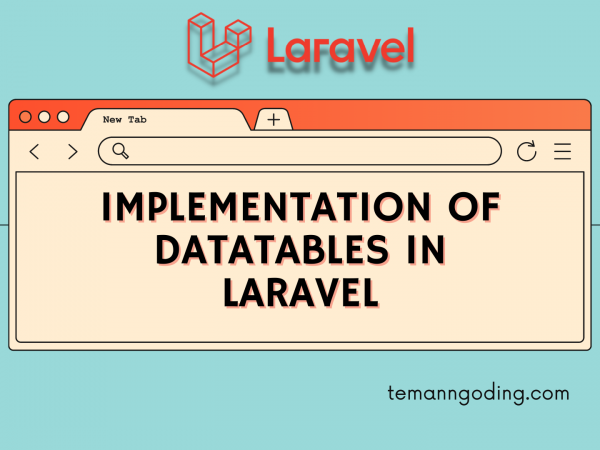 Laravel
New Tab
IMPLEMENTATION OF
DATATABLES IN
LARAVEL
temanngoding.com